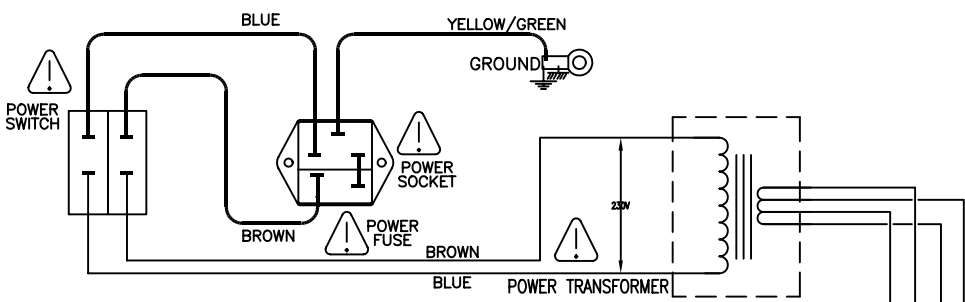 BLUE
YELLOW/GREEN
GROUND
POWER
SWITCH
POWER
SOCKET
230V
POWER
FUSE
BROWN
BROWN
BLUE
POWER TRANSFORMER